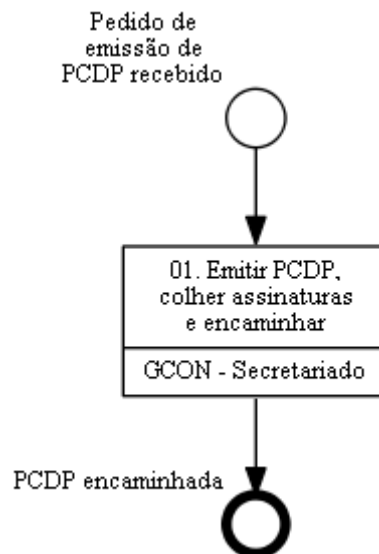 Pedido de
emissão de
PCDP recebido
01. Emitir PCDP,
colher assinaturas
e encaminhar
GCON - Secretariado
PCDP encaminhada